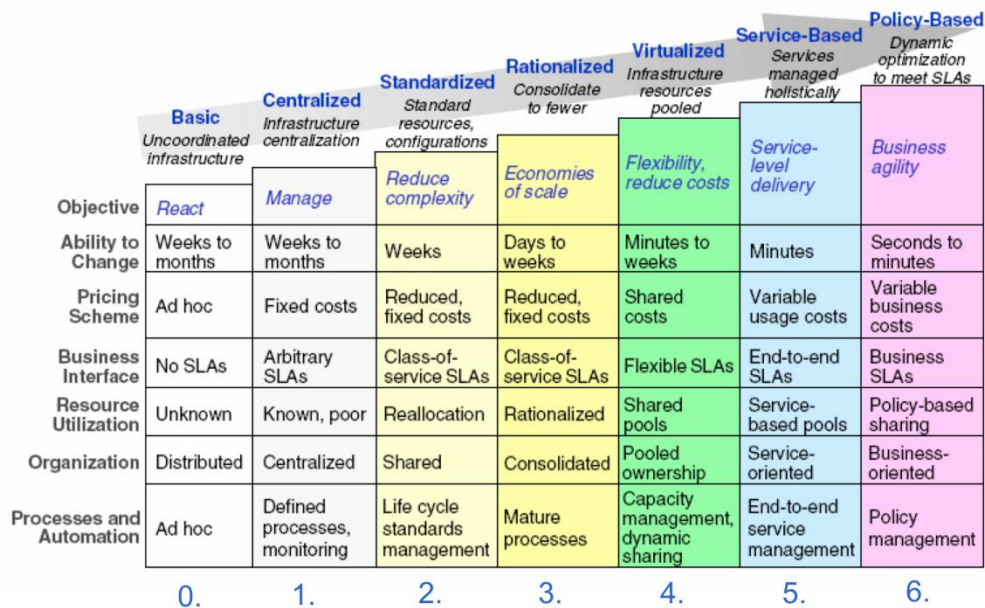 Policy-Based
Dynamic
optimization
to meet SLAs
Service-Based
Services
managed
holistically
Virtualized
Infrastructure
resources
pooled
Rationalized
Consolidate
to fewer
Standardized
Standard
resources,
configurations
Centralized
Infrastructure
centralization
Basic
Uncoordinated
infrastructure
Objective
React
Manage
Reduce
complexity
Economies
of scale
Flexibility,
reduce costs
Service-
level
delivery
Business
agility
Ability to
Change
Weeks to
months
Weeks to
months
Weeks
Days to
weeks
Minutes to
weeks
Minutes
Seconds to
minutes
Pricing
Scheme
Ad hoc
Fixed costs
Reduced,
fixed costs
Reduced,
fixed costs
Shared
costs
Variable
usage costs
Variable
business
costs
Business
Interface
No SLAs
Arbitrary
SLAs
Class-of-
service SLAs
Class-of-
service SLAs
Flexible SLAs
End-to-end
SLAs
Business
SLAs
Resource
Utilization
Unknown
Known, poor
Reallocation
Rationalized
Shared
pools
Service-
based pools
Policy-based
sharing
Organization
Distributed
Centralized
Shared
Consolidated
Pooled
ownership
Service-
oriented
Business-
oriented
Processes and
Automation
Ad hoc
Defined
processes,
monitoring
Life cycle
standards
management
Mature
processes
Capacity
management,
dynamic
sharing
End-to-end
service
management
Policy
management
0.
1.
2.
3.
4.
5.
6.